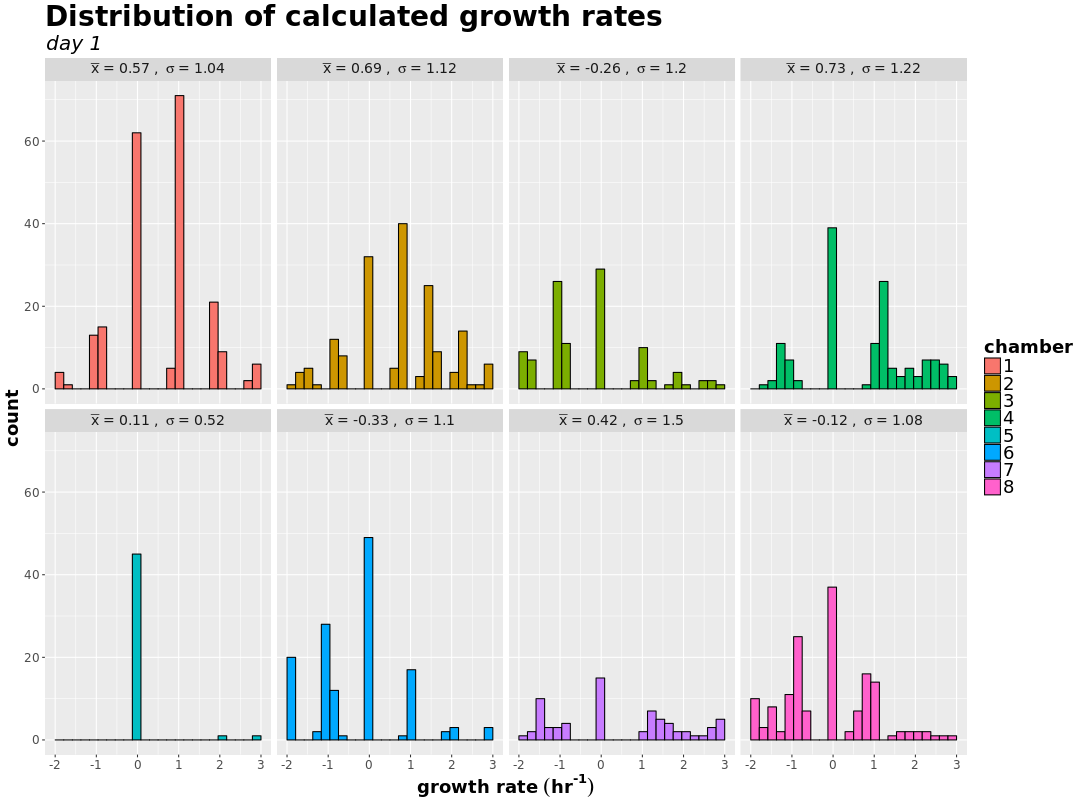 Distribution of calculated growth rates
day 1
x̅ = 0.57 , σ = 1.04
x̅ = 0.69 , σ = 1.12
x̅ = -0.26 , σ = 1.2
x̅ = 0.73 , σ = 1.22
60
40
20
0
x̅ = 0.11 , σ = 0.52
x̅ = -0.33 , σ = 1.1
x̅ = 0.42 , σ = 1.5
x̅ = -0.12 , σ = 1.08
60
40
20
0
-2 -1 0 1 2 3
-2 -1 0 1 2 3
-2 -1 0 1 2 3
-2 -1 0 1 2 3
count
growth rate (hr⁻¹)
chamber
1
2
3
4
5
6
7
8